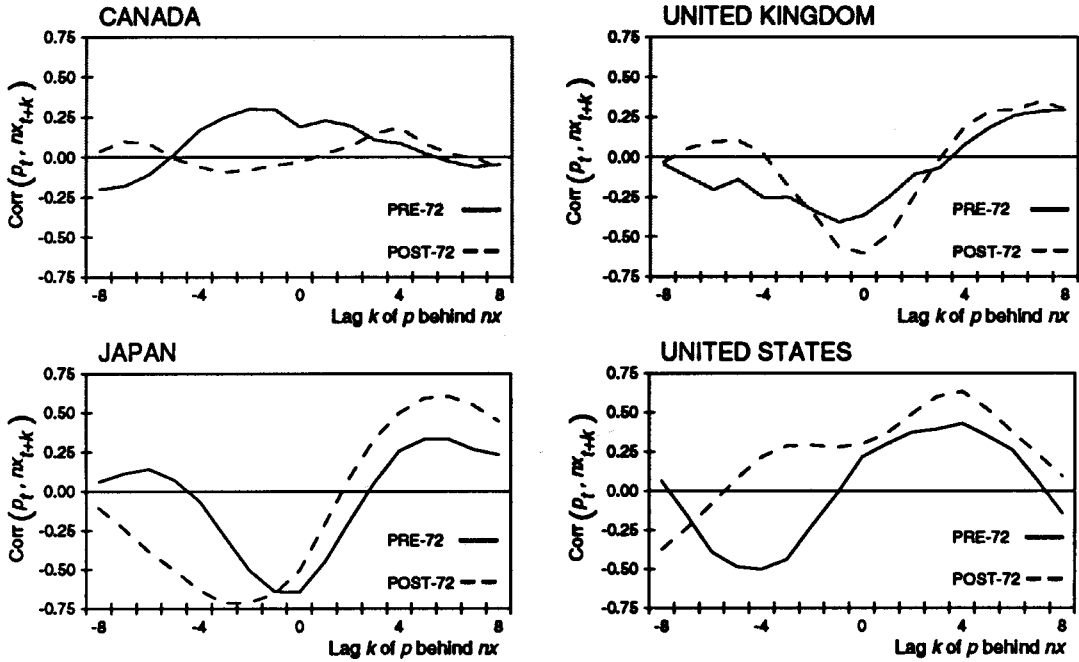 CANADA
0.75
0.50
0.25
0.00
-0.25
-0.50
-0.75
Corr (p_t , nx_{t+k})
PRE-72
POST-72
-8 -4 0 4 8
Lag k of p behind nx
UNITED KINGDOM
0.75
0.50
0.25
0.00
-0.25
-0.50
-0.75
Corr (p_t , nx_{t+k})
PRE-72
POST-72
-8 -4 0 4 8
Lag k of p behind nx
JAPAN
0.75
0.50
0.25
0.00
-0.25
-0.50
-0.75
Corr (p_t , nx_{t+k})
PRE-72
POST-72
-8 -4 0 4 8
Lag k of p behind nx
UNITED STATES
0.75
0.50
0.25
0.00
-0.25
-0.50
-0.75
Corr (p_t , nx_{t+k})
PRE-72
POST-72
-8 -4 0 4 8
Lag k of p behind nx